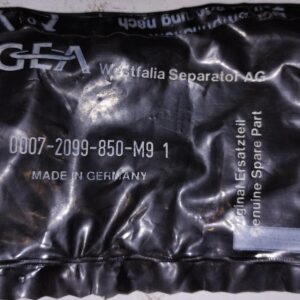 GEA
Westfalia Separator AG
0007-2099-850-M9 1
MADE IN GERMANY
Original Ersatzteil
Genuine Spare Part